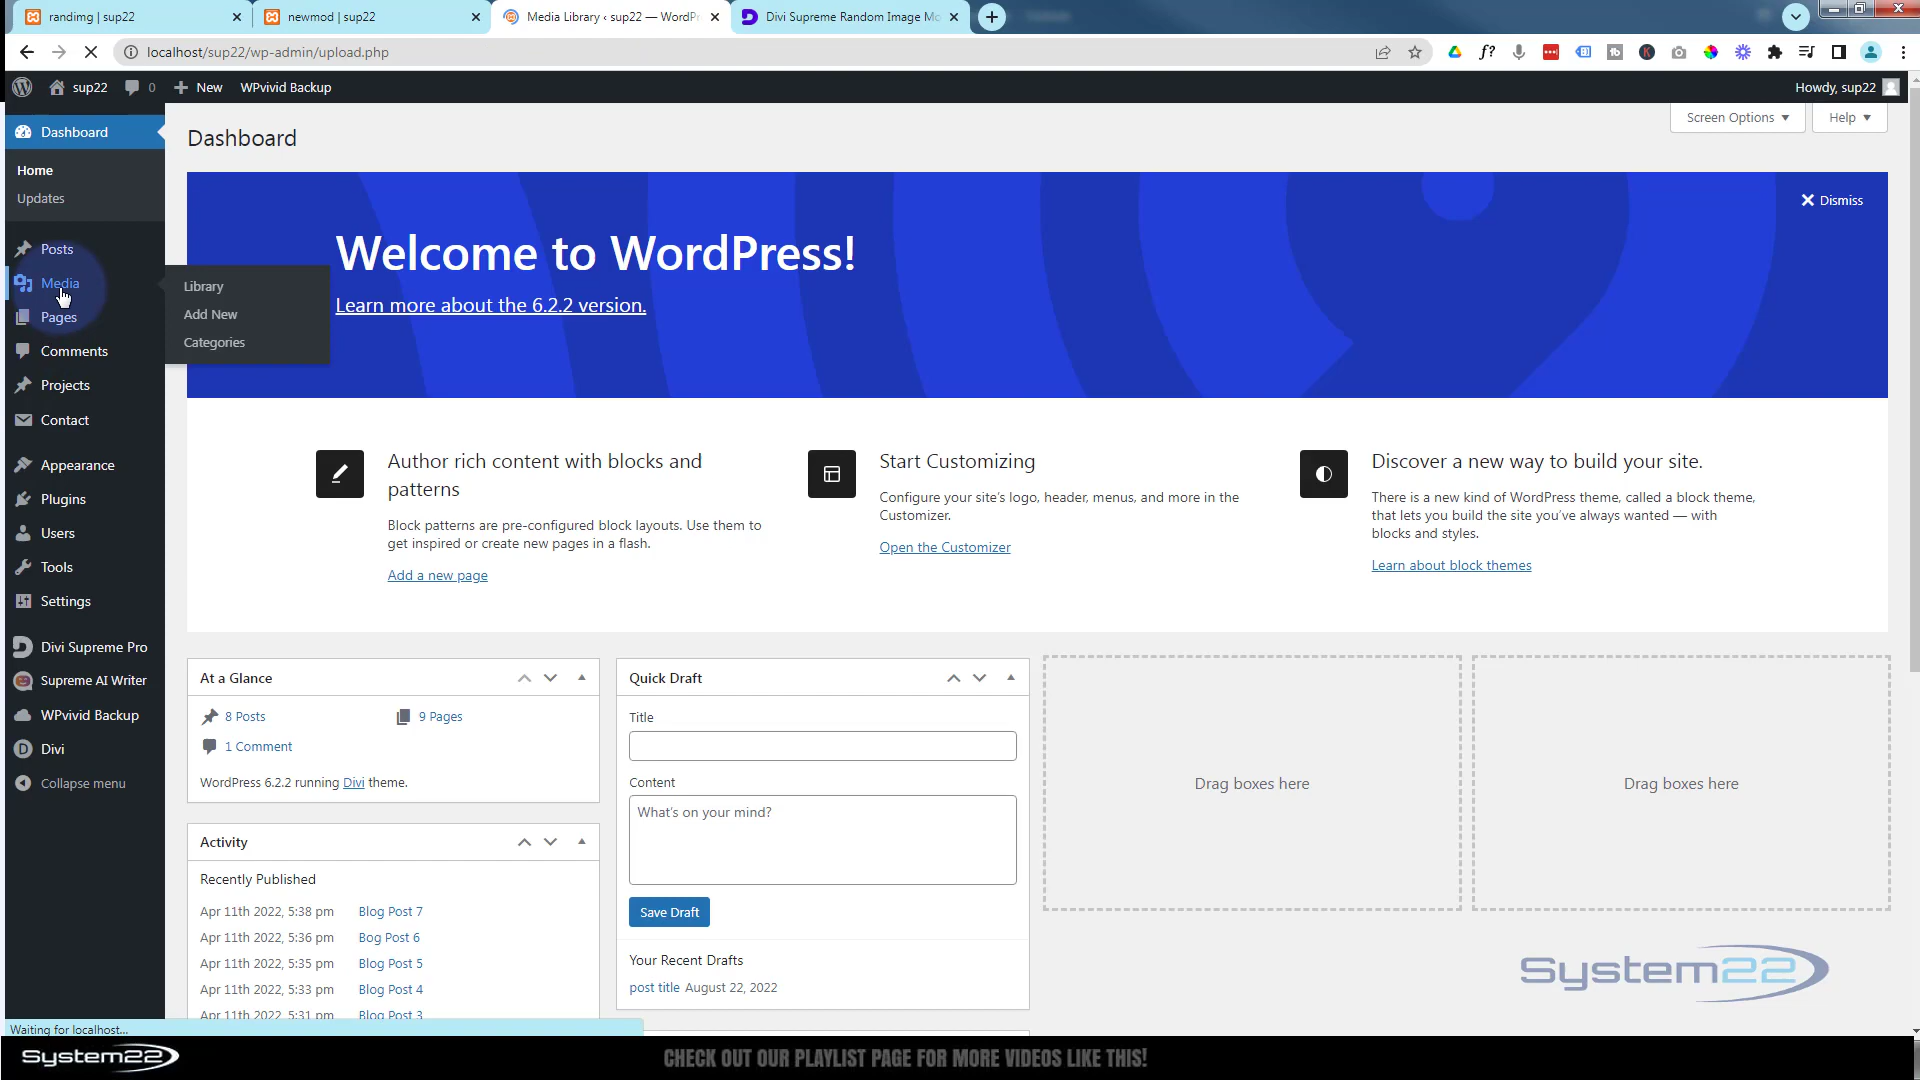 randimg | sup22
newmod | sup22
Media Library ‹ sup22 — WordPr
Divi Supreme Random Image Mo
localhost/sup22/wp-admin/upload.php
sup22
0
New
WPvivid Backup
Howdy, sup22
Dashboard
Home
Updates
Posts
Media
Pages
Comments
Projects
Contact
Appearance
Plugins
Users
Tools
Settings
Divi Supreme Pro
Supreme AI Writer
WPvivid Backup
Divi
Collapse menu
Library
Add New
Categories
Dashboard
Screen Options
Help
Dismiss
Welcome to WordPress!
Learn more about the 6.2.2 version.
Author rich content with blocks and
patterns
Block patterns are pre-configured block layouts. Use them to
get inspired or create new pages in a flash.
Add a new page
Start Customizing
Configure your site's logo, header, menus, and more in the
Customizer.
Open the Customizer
Discover a new way to build your site.
There is a new kind of WordPress theme, called a block theme,
that lets you build the site you've always wanted — with
blocks and styles.
Learn about block themes
At a Glance
8 Posts
9 Pages
1 Comment
WordPress 6.2.2 running Divi theme.
Activity
Recently Published
Apr 11th 2022, 5:38 pm Blog Post 7
Apr 11th 2022, 5:36 pm Bog Post 6
Apr 11th 2022, 5:35 pm Blog Post 5
Apr 11th 2022, 5:33 pm Blog Post 4
Apr 11th 2022, 5:31 pm Blog Post 3
Quick Draft
Title
Content
What's on your mind?
Save Draft
Your Recent Drafts
post title August 22, 2022
Drag boxes here
Drag boxes here
System22
Waiting for localhost...
System22
CHECK OUT OUR PLAYLIST PAGE FOR MORE VIDEOS LIKE THIS!